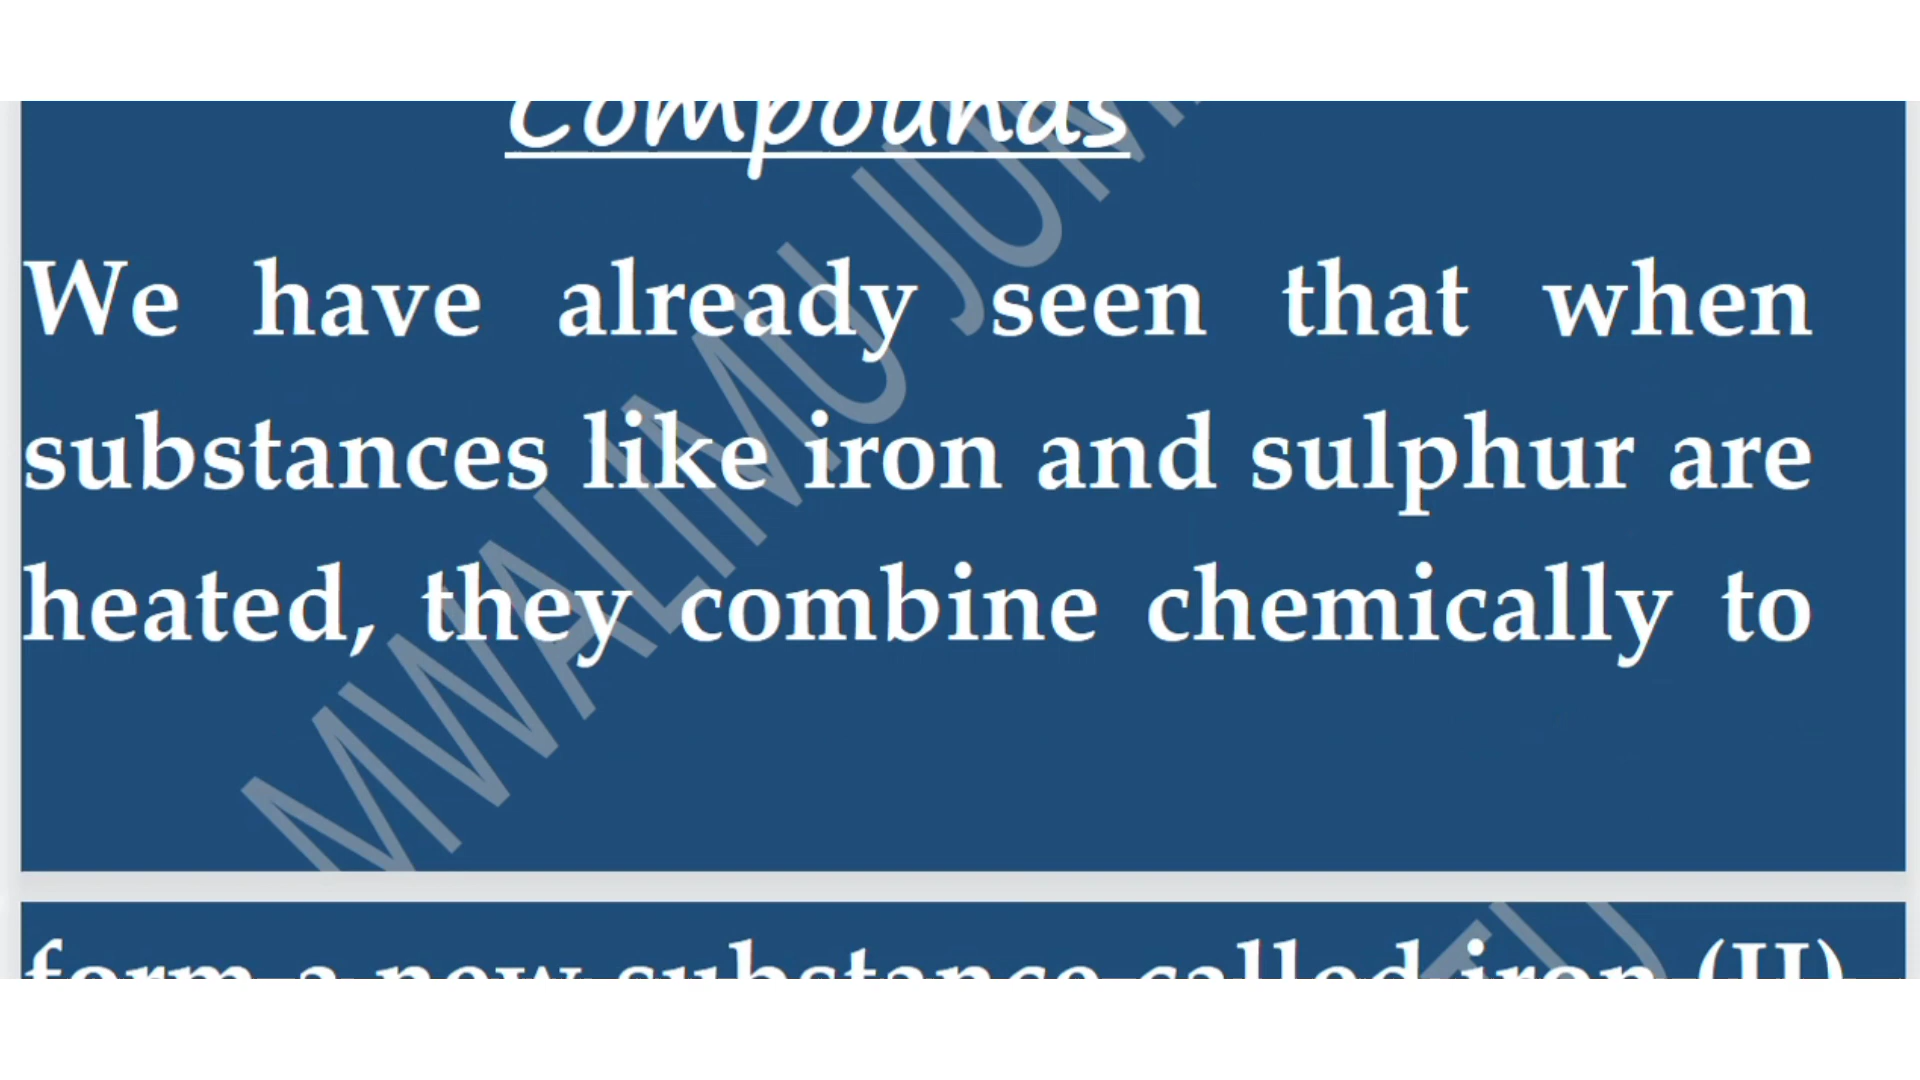 Compounds
We have already seen that when
substances like iron and sulphur are
heated, they combine chemically to
form a new substance called iron (II)
MWALIMU